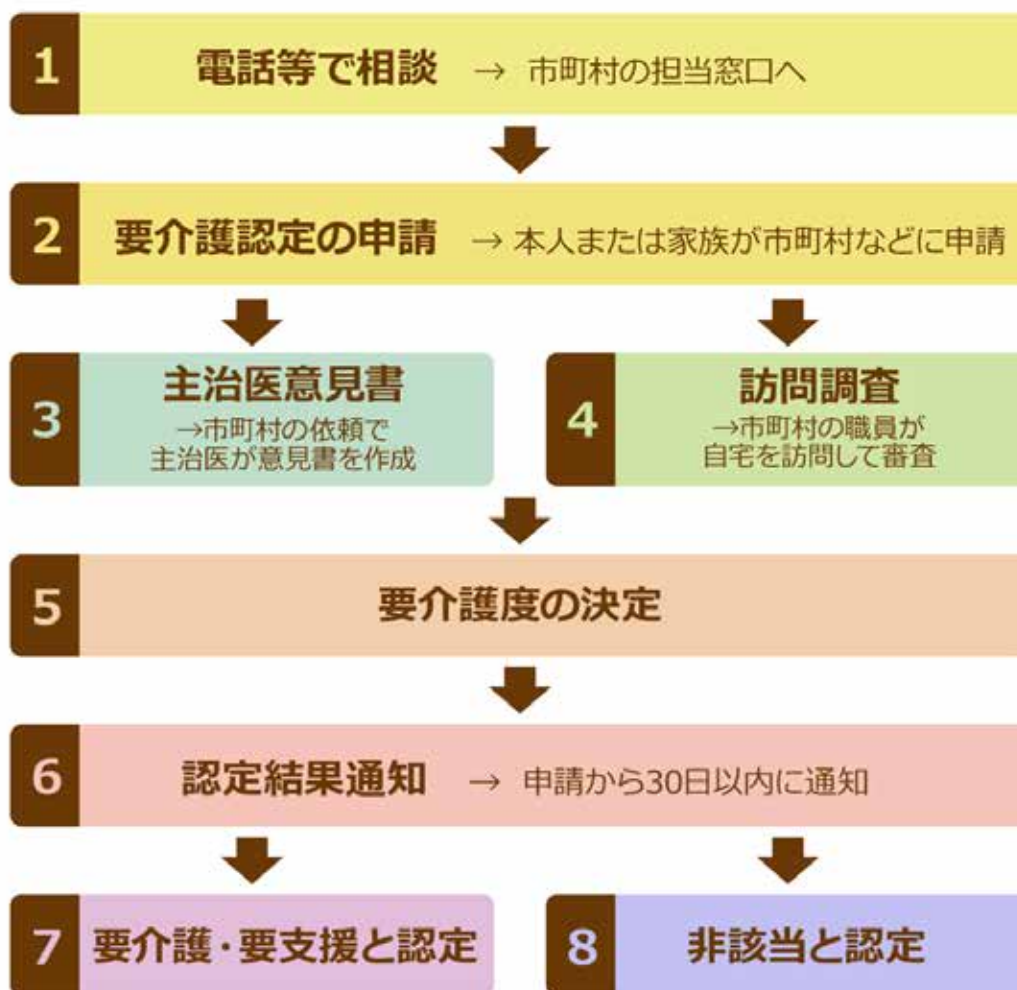 1 電話等で相談 → 市町村の担当窓口へ
2 要介護認定の申請 → 本人または家族が市町村などに申請
3 主治医意見書
→市町村の依頼で
主治医が意見書を作成
4 訪問調査
→市町村の職員が
自宅を訪問して審査
5 要介護度の決定
6 認定結果通知 → 申請から30日以内に通知
7 要介護・要支援と認定
8 非該当と認定